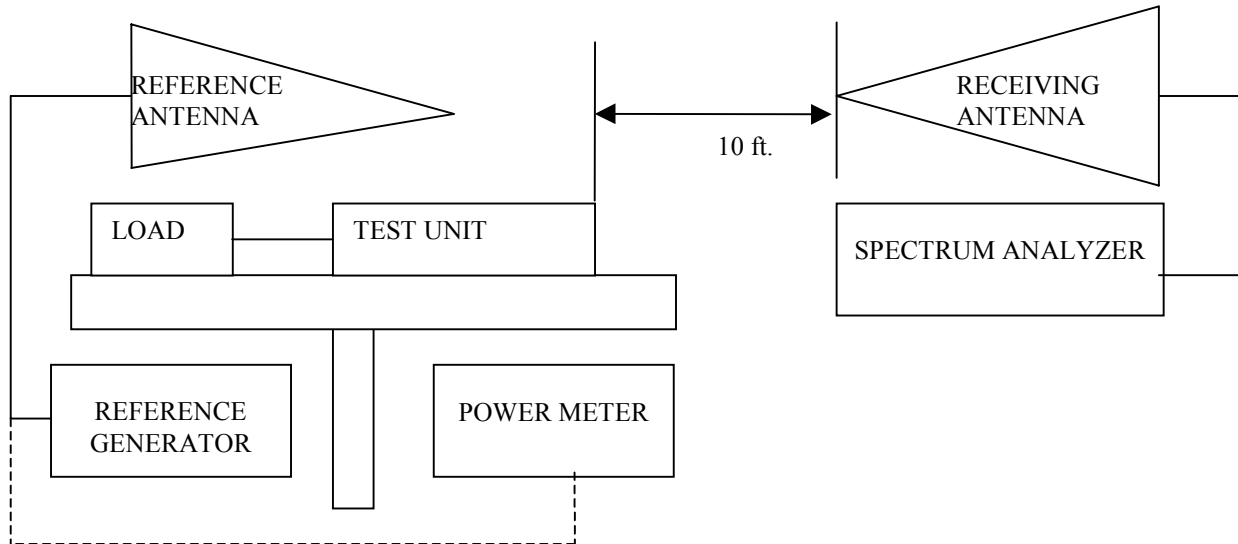 REFERENCE
ANTENNA
RECEIVING
ANTENNA
10 ft.
LOAD
TEST UNIT
SPECTRUM ANALYZER
REFERENCE
GENERATOR
POWER METER